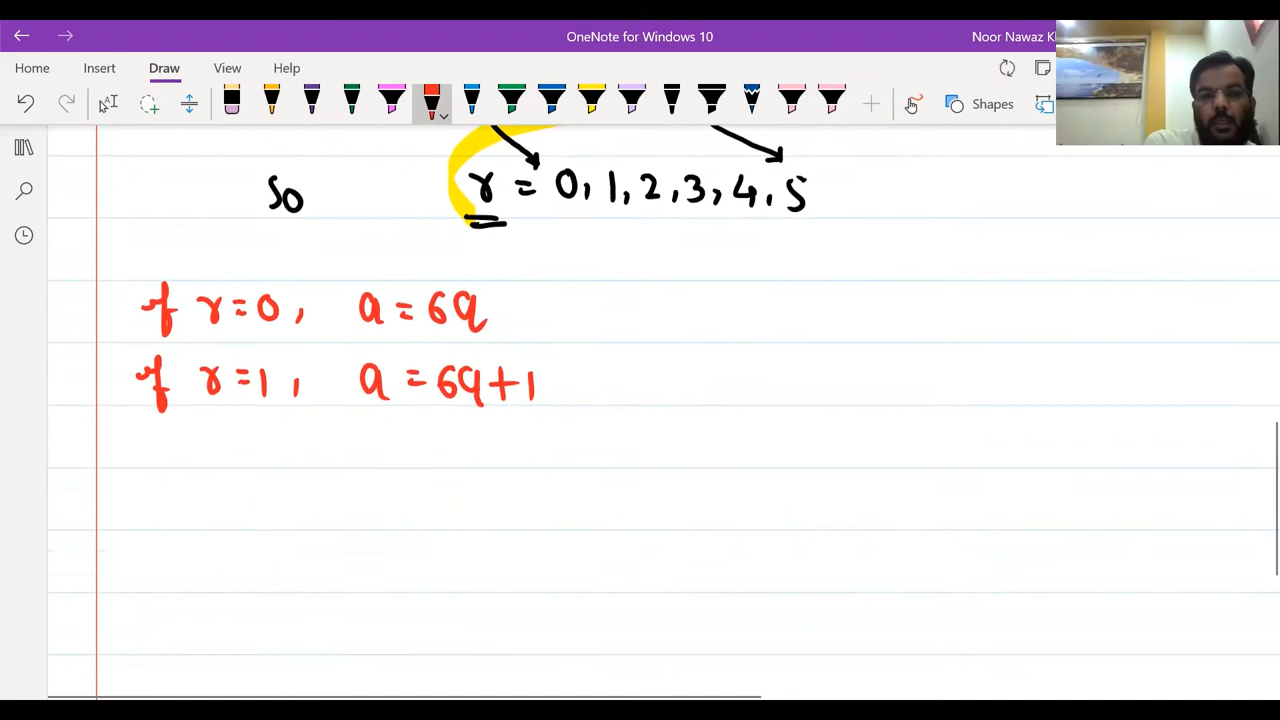 OneNote for Windows 10
Noor Nawaz K
Home Insert Draw View Help
Shapes
So r = 0, 1, 2, 3, 4, 5
if r = 0, a = 6q
if r = 1, a = 6q + 1